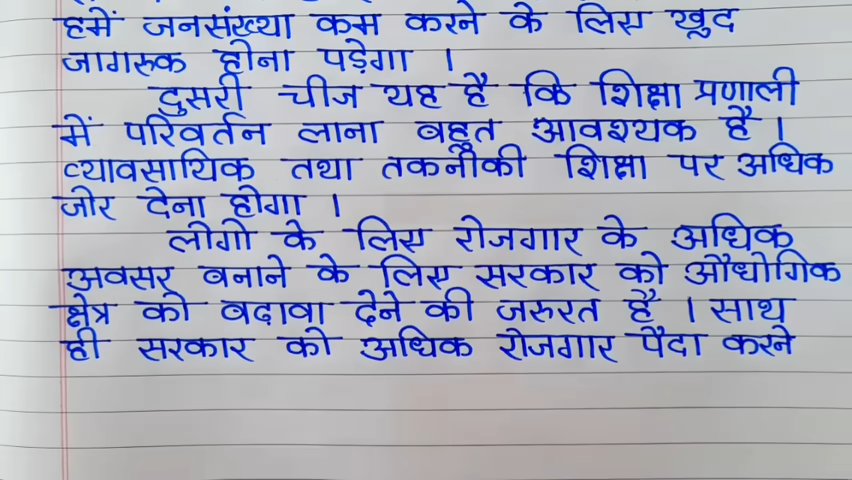 हमें जनसंख्या कम करने के लिए खुद
जागरुक होना पड़ेगा ।
दुसरी चीज यह है कि शिक्षा प्रणाली
में परिवर्तन लाना बहुत आवश्यक है ।
व्यावसायिक तथा तकनीकी शिक्षा पर अधिक
जोर देना होगा ।
लोगो के लिए रोजगार के अधिक
अवसर बनाने के लिए सरकार को औधोगिक
क्षेत्र को बढावा देने की जरुरत है । साथ
ही सरकार को अधिक रोजगार पैदा करने